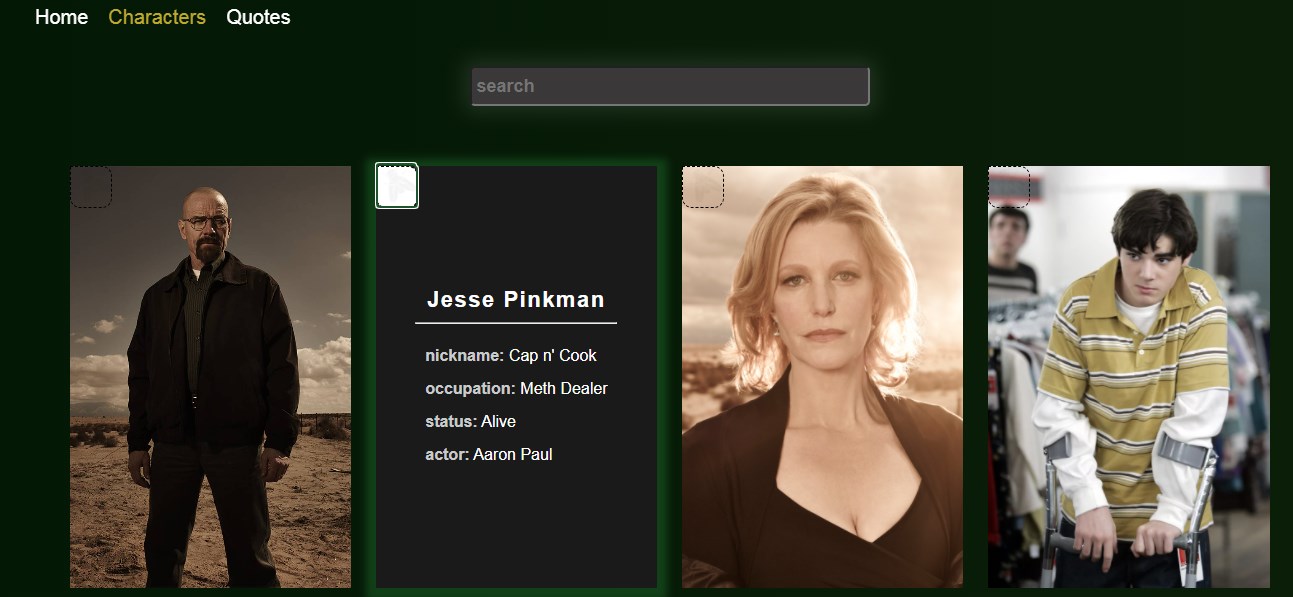 Home Characters Quotes
search
Jesse Pinkman
nickname: Cap n' Cook
occupation: Meth Dealer
status: Alive
actor: Aaron Paul